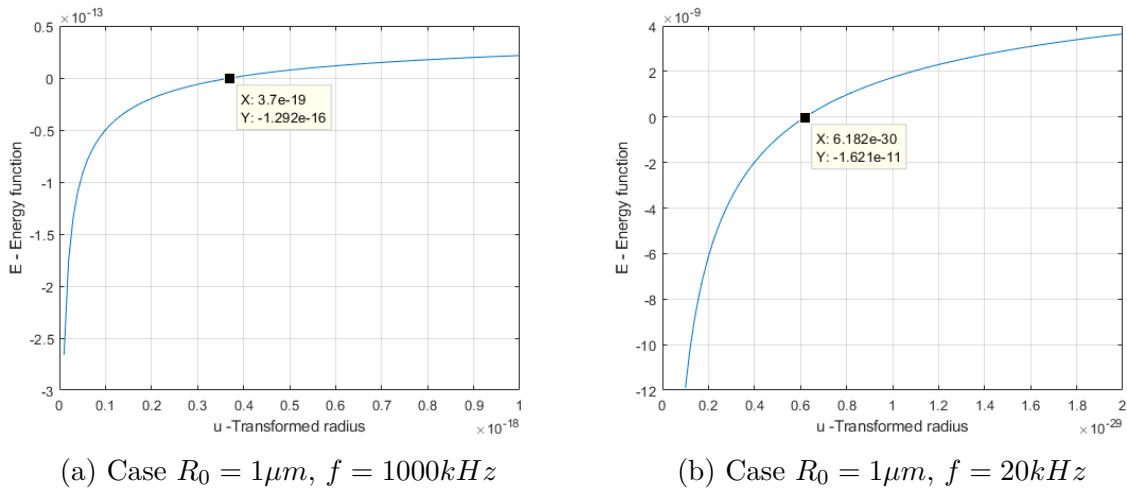 ×10⁻¹³
0.5
0
-0.5
-1
-1.5
-2
-2.5
-3
E - Energy function
X: 3.7e-19
Y: -1.292e-16
0 0.1 0.2 0.3 0.4 0.5 0.6 0.7 0.8 0.9 1
u -Transformed radius
×10⁻¹⁸
(a) Case R₀ = 1μm, f = 1000kHz
×10⁻⁹
4
2
0
-2
-4
-6
-8
-10
-12
E - Energy function
X: 6.182e-30
Y: -1.621e-11
0 0.2 0.4 0.6 0.8 1 1.2 1.4 1.6 1.8 2
u -Transformed radius
×10⁻²⁹
(b) Case R₀ = 1μm, f = 20kHz